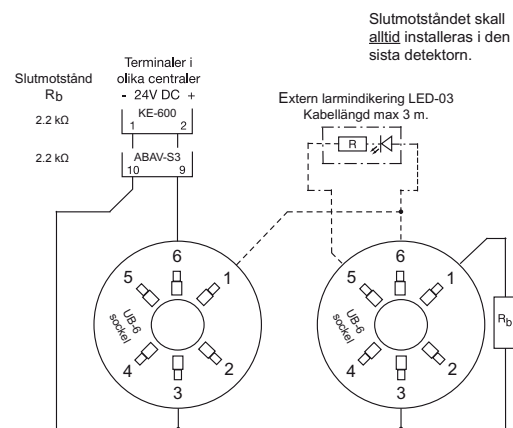 Slutmotståndet skall
alltid installeras i den
sista detektorn.
Terminaler i
olika centraler
- 24V DC +
Slutmotstånd
Rb
2.2 kΩ
KE-600
1 2
2.2 kΩ
ABAV-S3
10 9
Extern larmindikering LED-03
Kabellängd max 3 m.
R
6
5 1
UB-6
sockel
4 2
3
6
5 1
UB-6
sockel
4 2
3
Rb